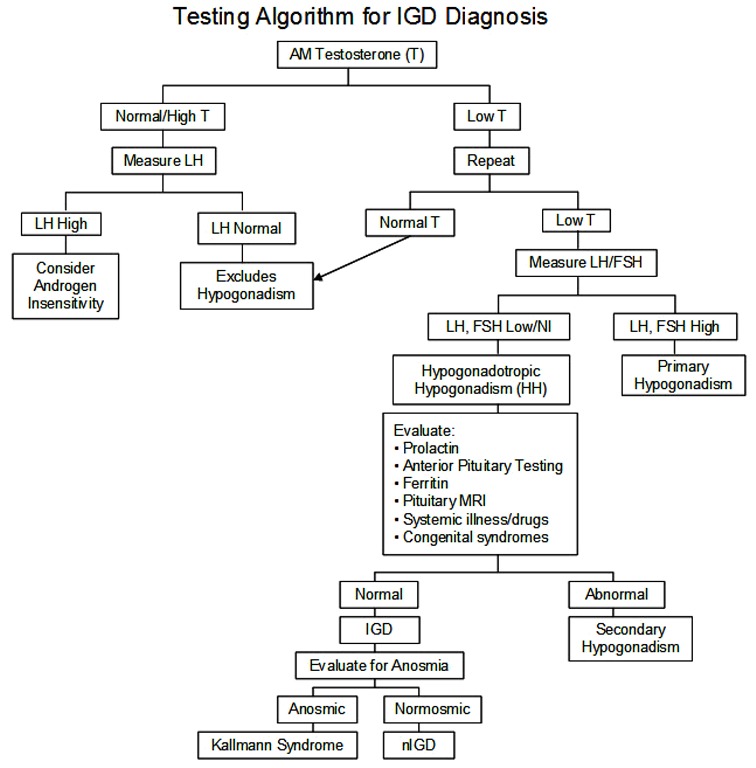 Testing Algorithm for IGD Diagnosis
AM Testosterone (T)
Normal/High T
Low T
Measure LH
Repeat
LH High
LH Normal
Normal T
Low T
Consider
Androgen
Insensitivity
Excludes
Hypogonadism
Measure LH/FSH
LH, FSH Low/Nl
LH, FSH High
Hypogonadotropic
Hypogonadism (HH)
Primary
Hypogonadism
Evaluate:
• Prolactin
• Anterior Pituitary Testing
• Ferritin
• Pituitary MRI
• Systemic illness/drugs
• Congenital syndromes
Normal
Abnormal
IGD
Secondary
Hypogonadism
Evaluate for Anosmia
Anosmic
Normosmic
Kallmann Syndrome
nIGD